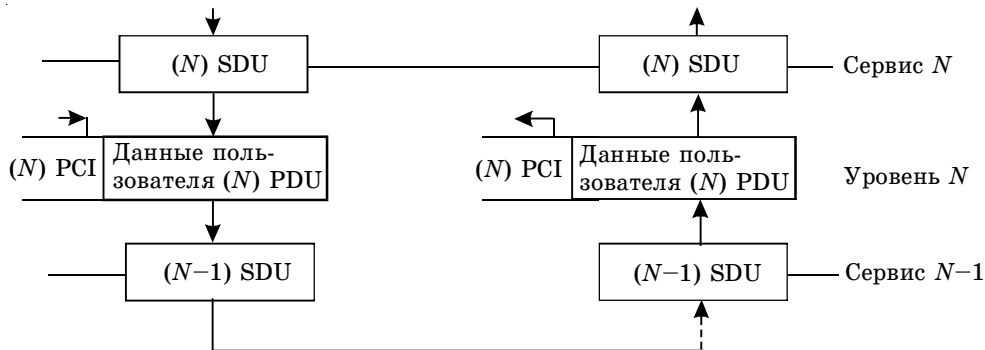 (N) SDU
(N) SDU
Сервис N
(N) PCI
Данные поль-
зователя (N) PDU
(N) PCI
Данные поль-
зователя (N) PDU
Уровень N
(N−1) SDU
(N−1) SDU
Сервис N−1